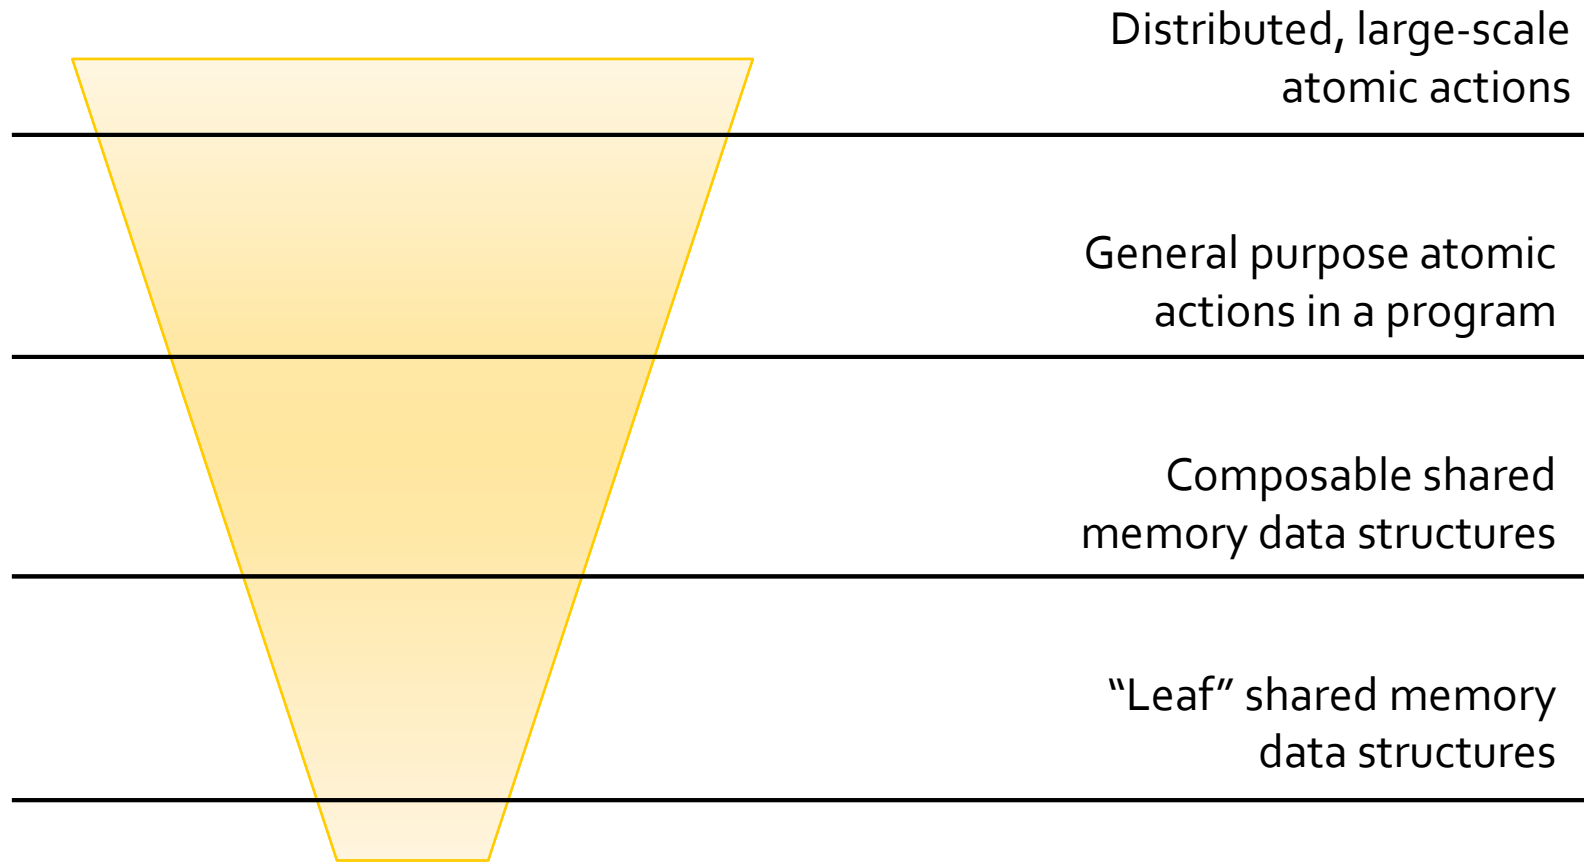 Distributed, large-scale
atomic actions
General purpose atomic
actions in a program
Composable shared
memory data structures
“Leaf” shared memory
data structures